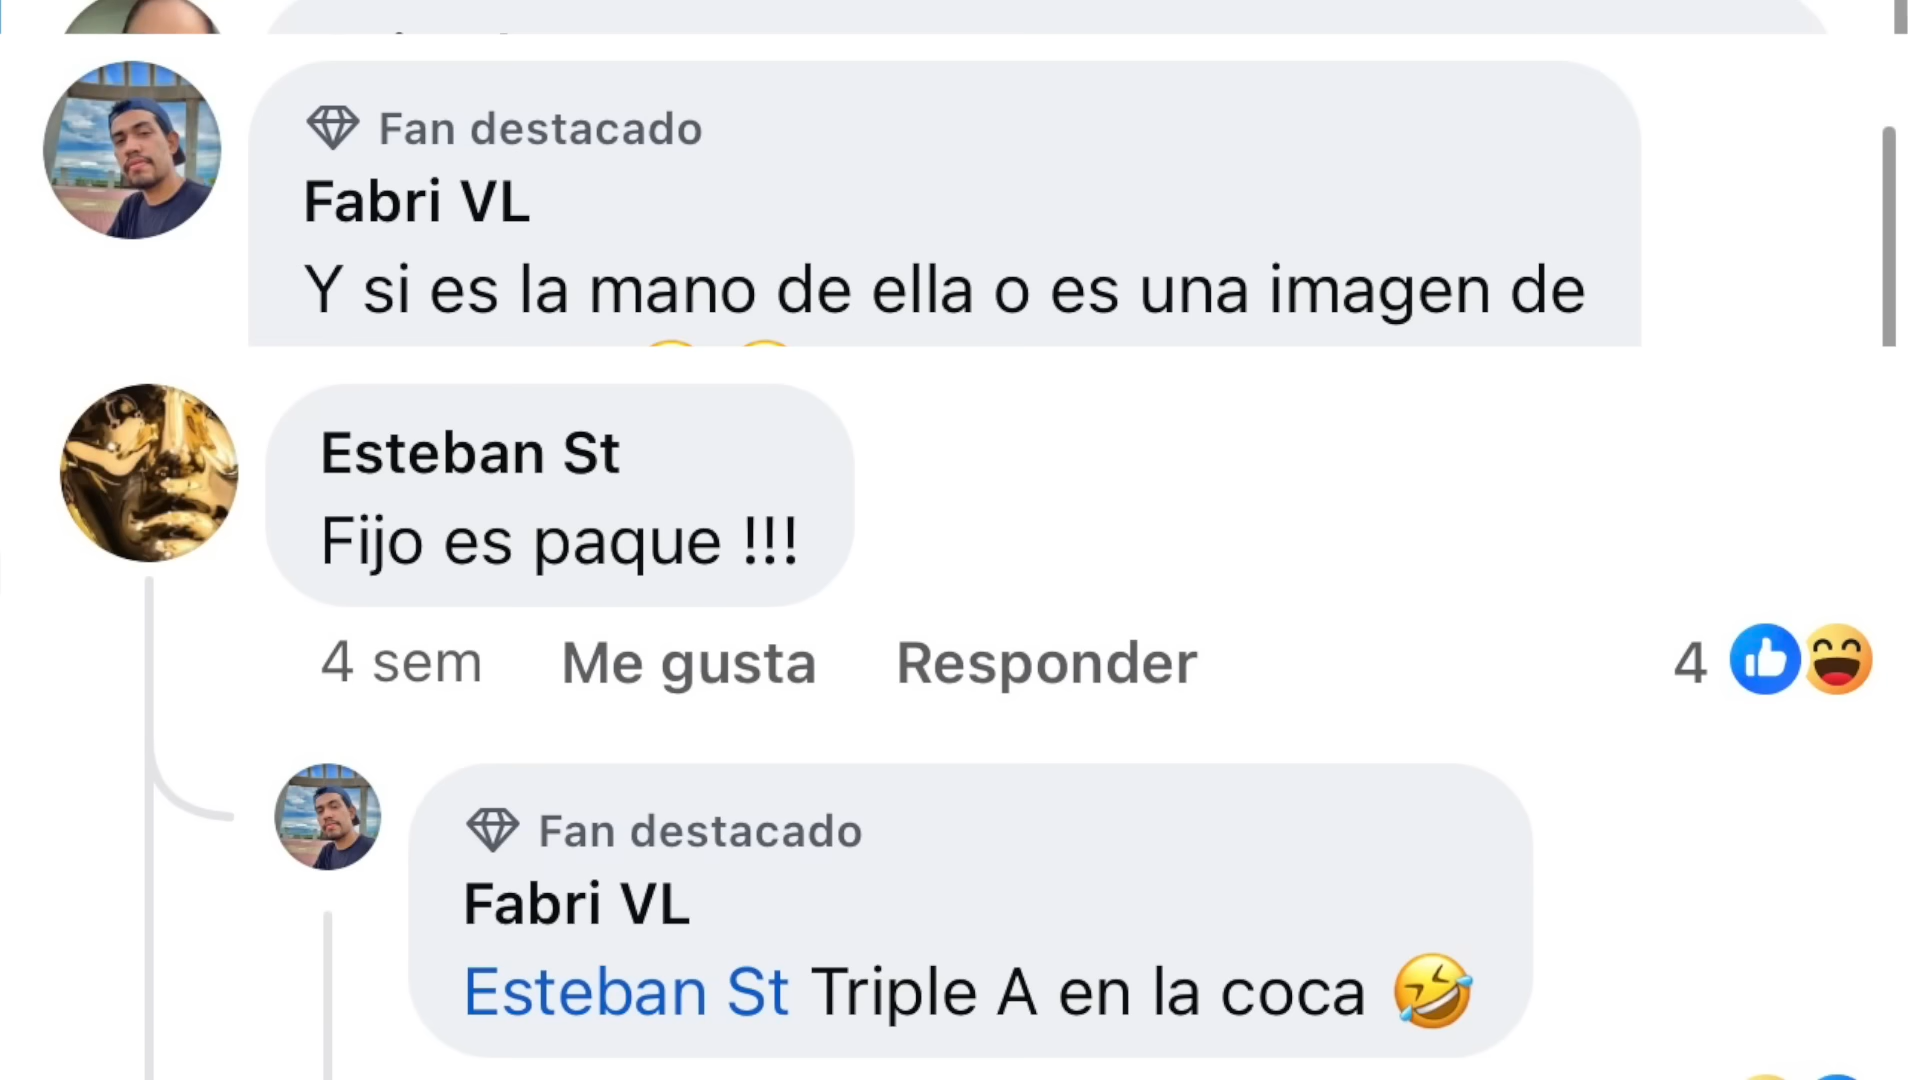 Fan destacado
Fabri VL
Y si es la mano de ella o es una imagen de
Esteban St
Fijo es paque !!!
4 sem Me gusta Responder 4
Fan destacado
Fabri VL
Esteban St Triple A en la coca 🤣